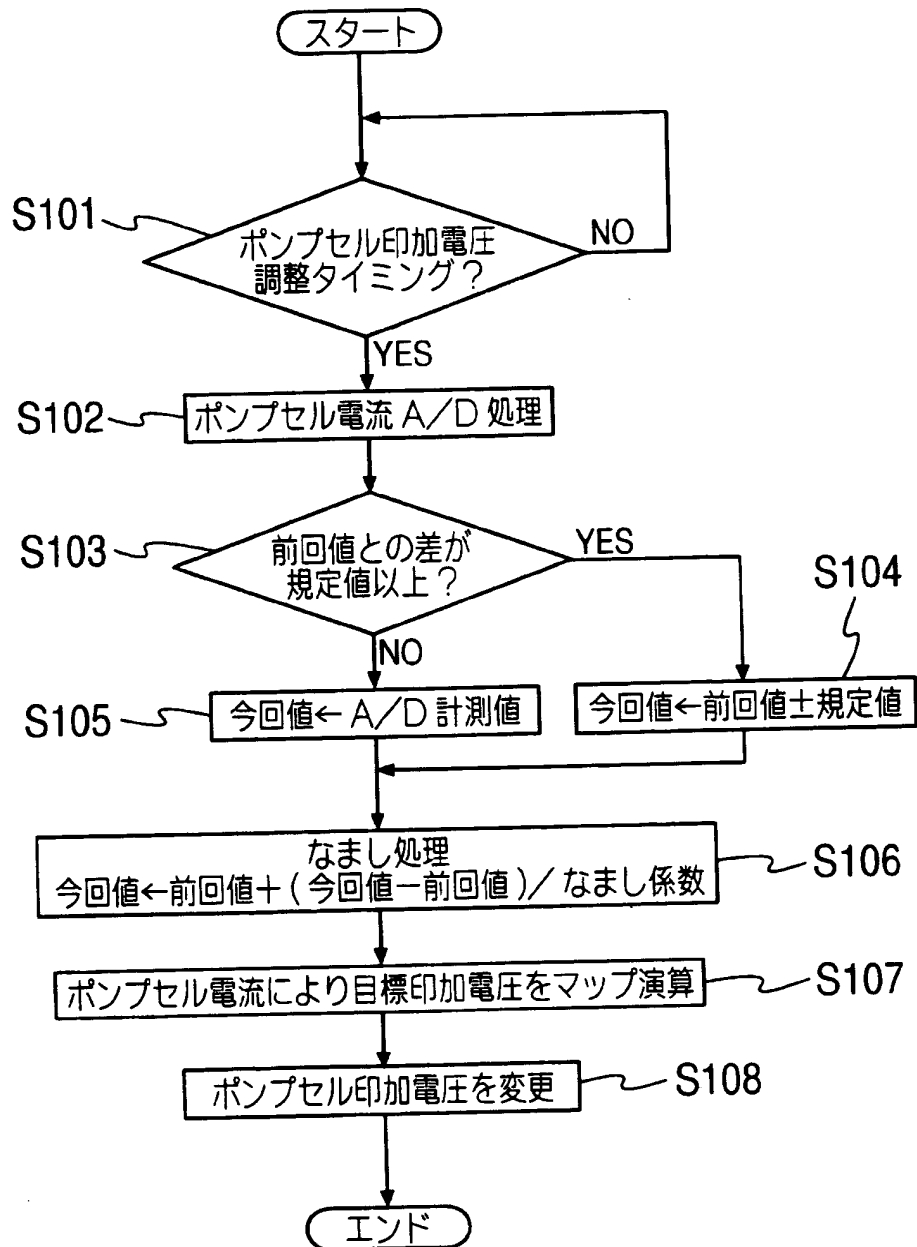 スタート
S101
ポンプセル印加電圧
調整タイミング?
NO
YES
S102
ポンプセル電流 A/D 処理
S103
前回値との差が
規定値以上?
YES
NO
S104
今回値←前回値±規定値
S105
今回値← A/D 計測値
S106
なまし処理
今回値←前回値+(今回値-前回値)/なまし係数
S107
ポンプセル電流により目標印加電圧をマップ演算
S108
ポンプセル印加電圧を変更
エンド